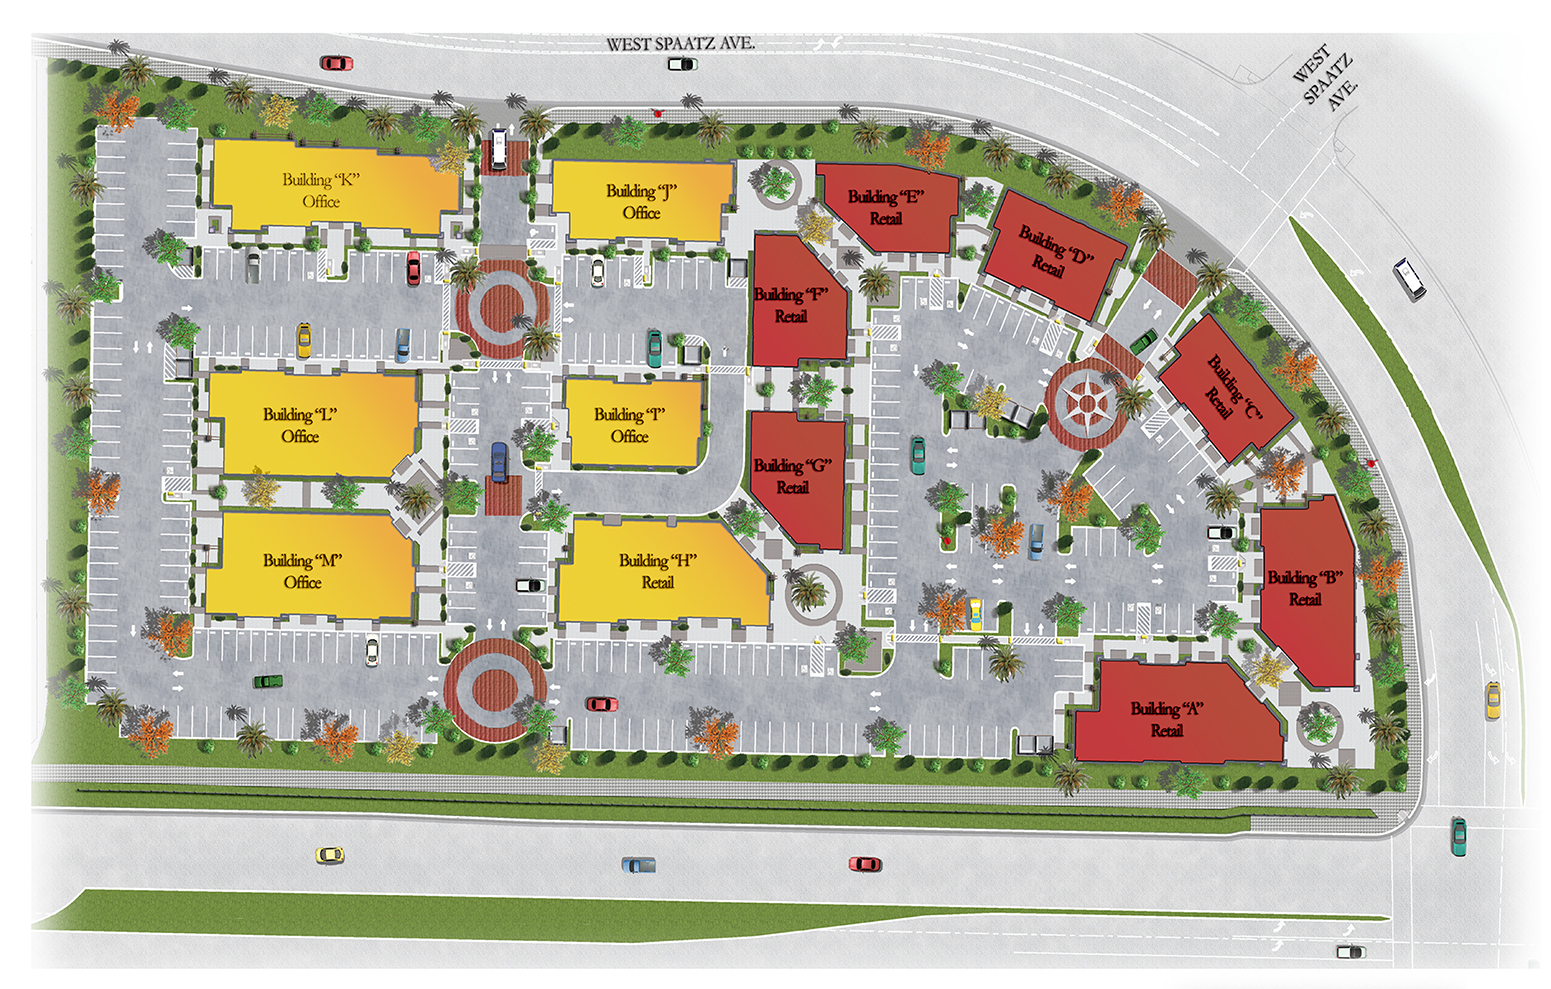 WEST SPAATZ AVE.
WEST
SPAATZ
AVE.
Building “K”
Office
Building “J”
Office
Building “E”
Retail
Building “D”
Retail
Building “F”
Retail
Building “C”
Retail
Building “L”
Office
Building “I”
Office
Building “G”
Retail
Building “M”
Office
Building “H”
Retail
Building “B”
Retail
Building “A”
Retail